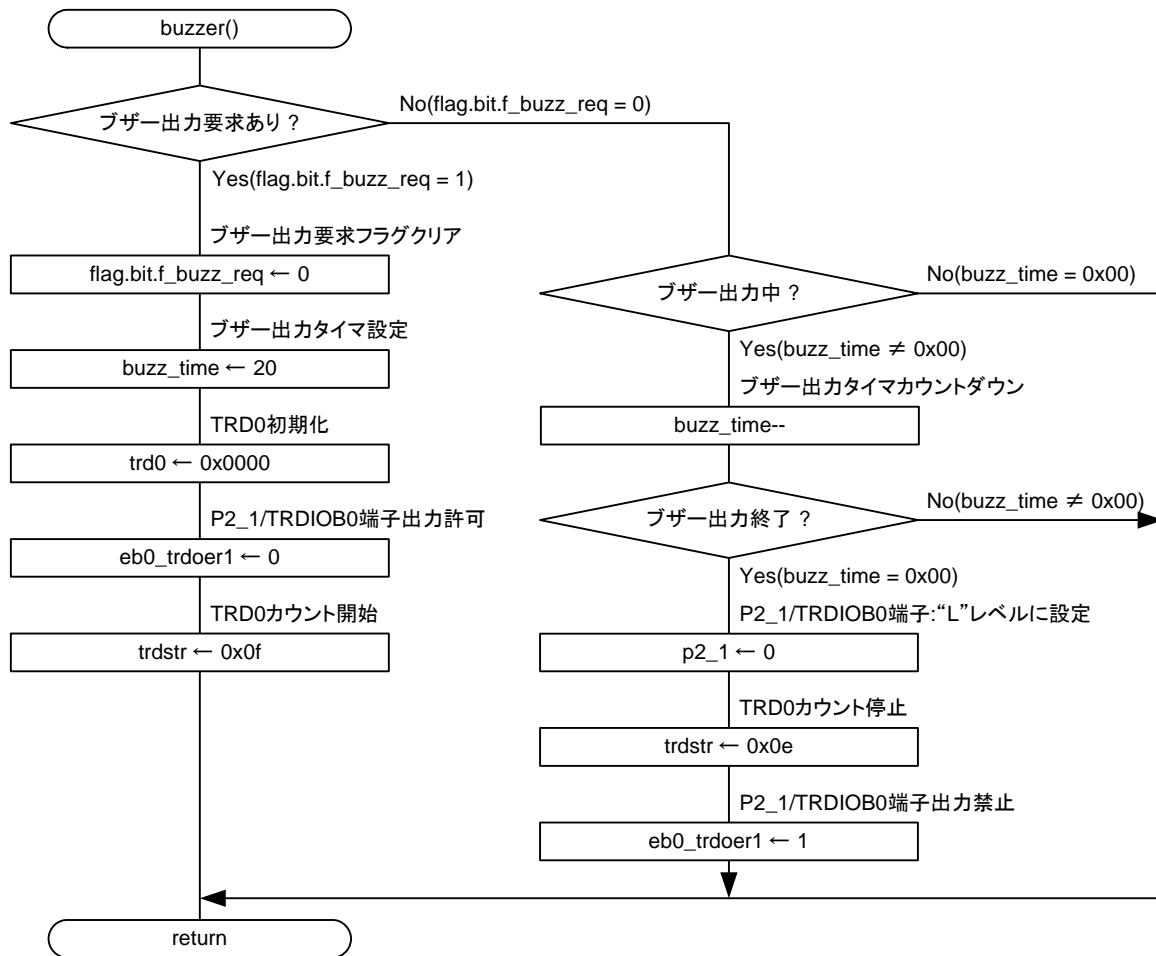 buzzer()
ブザー出力要求あり？
No(flag.bit.f_buzz_req = 0)
Yes(flag.bit.f_buzz_req = 1)
ブザー出力要求フラグクリア
flag.bit.f_buzz_req ← 0
ブザー出力タイマ設定
buzz_time ← 20
TRD0初期化
trd0 ← 0x0000
P2_1/TRDIOB0端子出力許可
eb0_trdoer1 ← 0
TRD0カウント開始
trdstr ← 0x0f
ブザー出力中？
No(buzz_time = 0x00)
Yes(buzz_time ≠ 0x00)
ブザー出力タイマカウントダウン
buzz_time--
ブザー出力終了？
No(buzz_time ≠ 0x00)
Yes(buzz_time = 0x00)
P2_1/TRDIOB0端子:“L”レベルに設定
p2_1 ← 0
TRD0カウント停止
trdstr ← 0x0e
P2_1/TRDIOB0端子出力禁止
eb0_trdoer1 ← 1
return